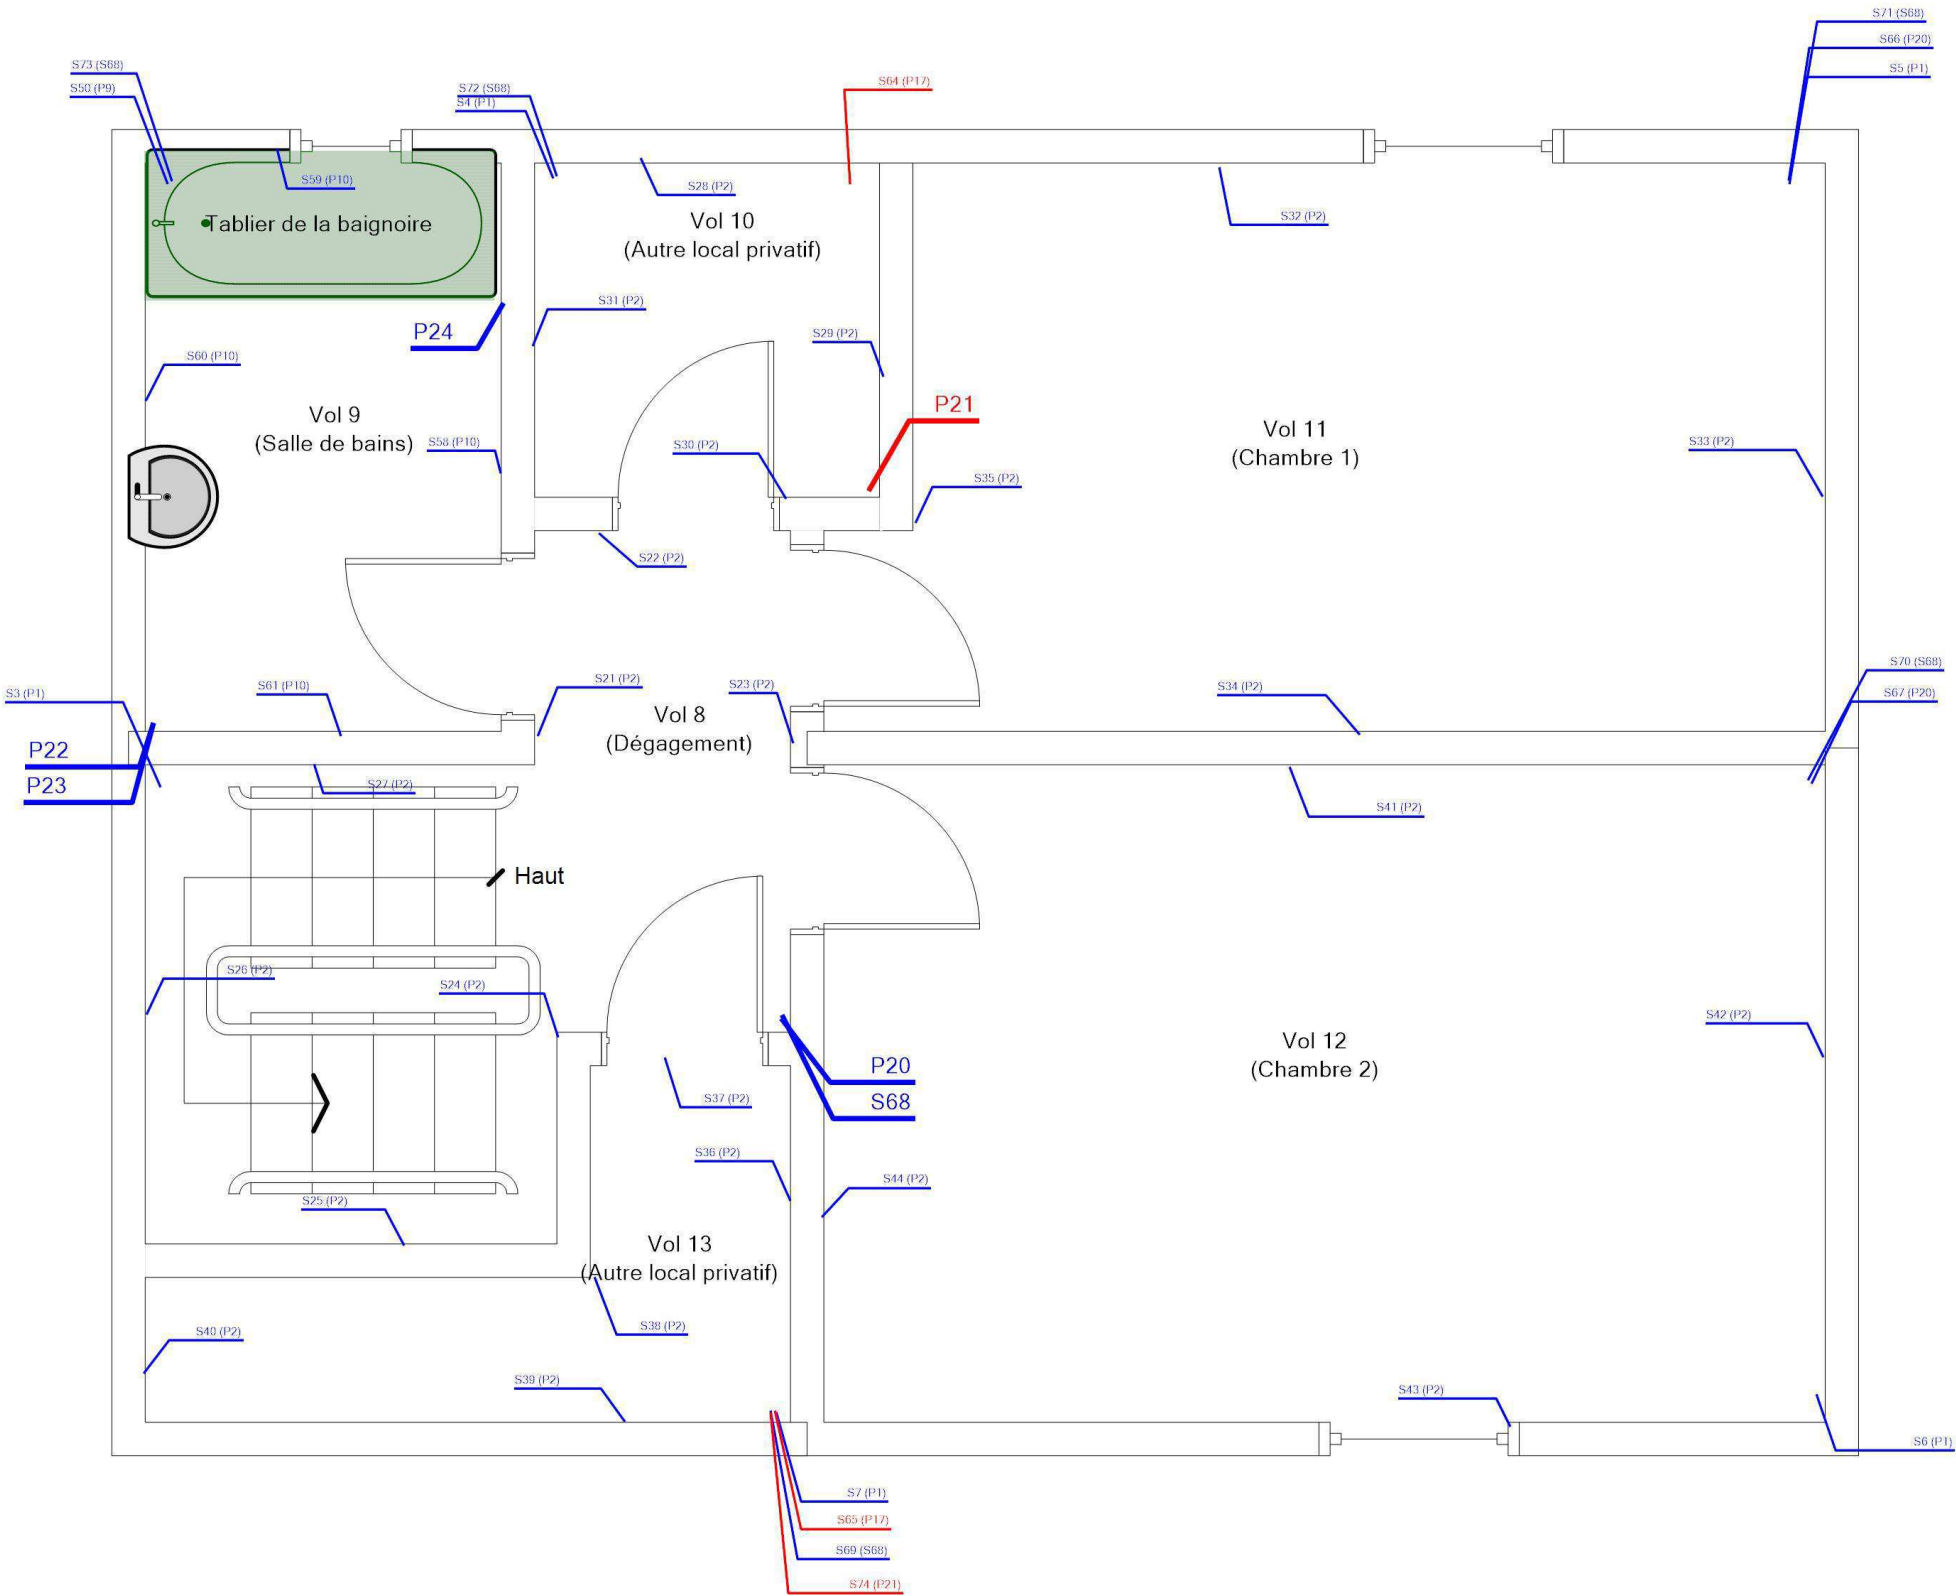 S71 (S68)
S66 (P20)
S5 (P1)
S73 (S68)
S50 (P9)
S72 (S68)
S4 (P1)
S64 (P17)
S59 (P10)
S28 (P2)
Tablier de la baignoire
Vol 10
(Autre local privatif)
S32 (P2)
S31 (P2)
P24
S29 (P2)
S60 (P10)
P21
Vol 9
(Salle de bains)
S58 (P10)
S30 (P2)
Vol 11
(Chambre 1)
S33 (P2)
S35 (P2)
S22 (P2)
S3 (P1)
S61 (P10)
S21 (P2)
S23 (P2)
S34 (P2)
S70 (S68)
S67 (P20)
Vol 8
(Dégagement)
P22
P23
S27 (P2)
S41 (P2)
Haut
S26 (P2)
S24 (P2)
S42 (P2)
Vol 12
(Chambre 2)
P20
S68
S37 (P2)
S36 (P2)
S44 (P2)
S25 (P2)
Vol 13
(Autre local privatif)
S40 (P2)
S38 (P2)
S39 (P2)
S43 (P2)
S6 (P1)
S7 (P1)
S65 (P17)
S69 (S68)
S74 (P21)